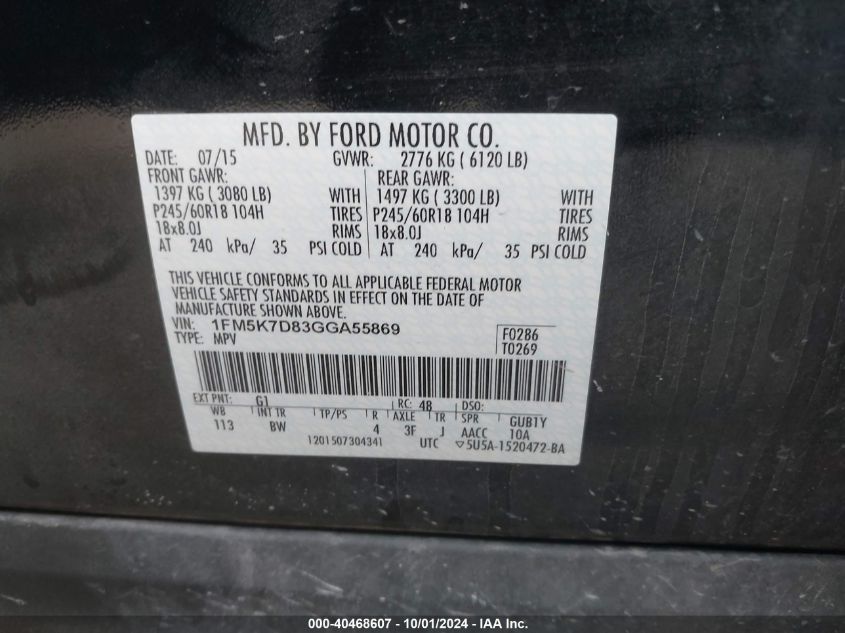 MFD. BY FORD MOTOR CO.
DATE: 07/15 GVWR: 2776 KG ( 6120 LB)
FRONT GAWR: REAR GAWR:
1397 KG ( 3080 LB) WITH 1497 KG ( 3300 LB) WITH
P245/60R18 104H TIRES P245/60R18 104H TIRES
18x8.0J RIMS 18x8.0J RIMS
AT 240 kPa/ 35 PSI COLD AT 240 kPa/ 35 PSI COLD
THIS VEHICLE CONFORMS TO ALL APPLICABLE FEDERAL MOTOR
VEHICLE SAFETY STANDARDS IN EFFECT ON THE DATE OF
MANUFACTURE SHOWN ABOVE.
VIN: 1FM5K7D83GGA55869 F0286
TYPE: MPV T0269
EXT PNT: G1 RC: 48 DSO:
WB INT TR TP/PS R AXLE TR SPR GUB1Y
113 BW 4 3F J AACC 10A
1201507304341 UTC ▽5U5A-1520472-BA
000-40468607 - 10/01/2024 - IAA Inc.